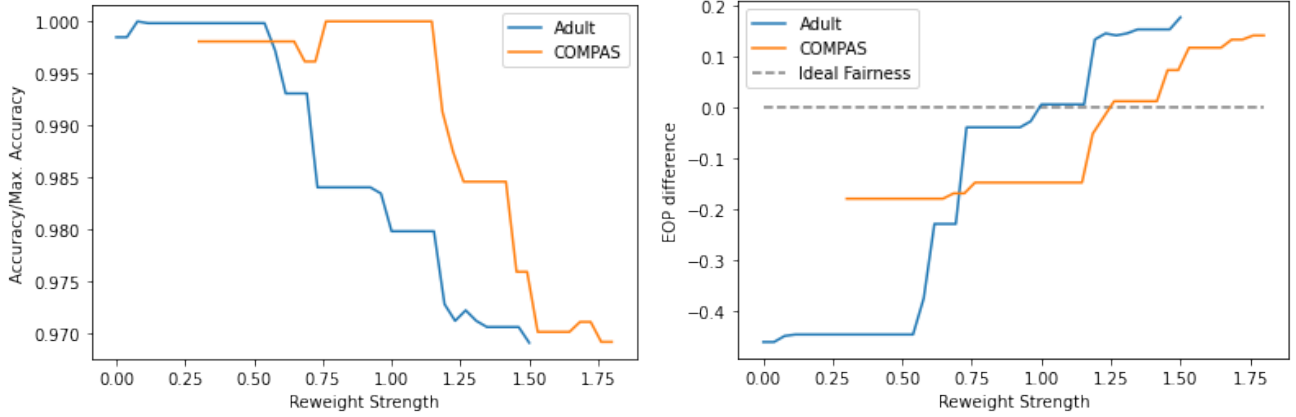 1.000
0.995
0.990
0.985
0.980
0.975
0.970
Accuracy/Max. Accuracy
0.00 0.25 0.50 0.75 1.00 1.25 1.50 1.75
Reweight Strength
Adult
COMPAS
0.2
0.1
0.0
−0.1
−0.2
−0.3
−0.4
EOP difference
0.00 0.25 0.50 0.75 1.00 1.25 1.50 1.75
Reweight Strength
Adult
COMPAS
Ideal Fairness